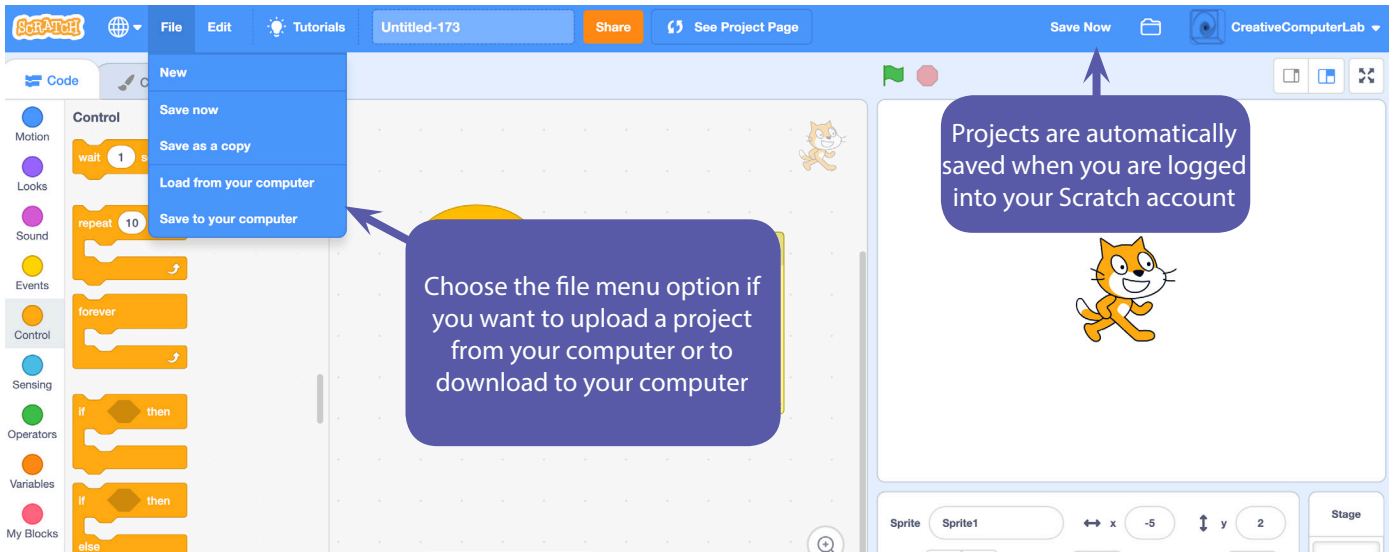 SCRATCH File Edit Tutorials Untitled-173 Share See Project Page Save Now CreativeComputerLab
Code C
New
Save now
Save as a copy
Load from your computer
Save to your computer
Motion
Looks
Sound
Events
Control
Sensing
Operators
Variables
My Blocks
Control
wait 1 s
repeat 10
forever
if then
if then
else
Choose the file menu option if
you want to upload a project
from your computer or to
download to your computer
Projects are automatically
saved when you are logged
into your Scratch account
Sprite Sprite1 x -5 y 2
Stage